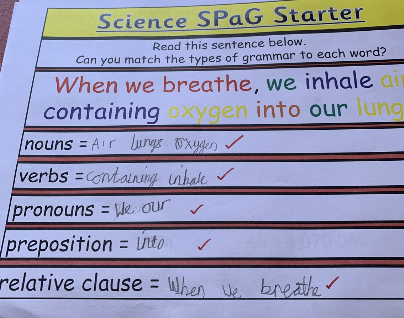 Science SPaG Starter
Read this sentence below.
Can you match the types of grammar to each word?
When we breathe, we inhale ai
containing oxygen into our lung
nouns = Air lungs oxygen
verbs = containing inhale
pronouns = We our
preposition = into
relative clause = When we breathe